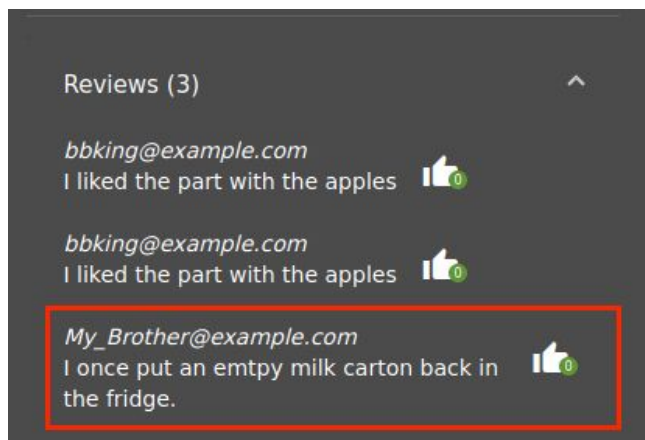 Reviews (3)
bbking@example.com
I liked the part with the apples
0
bbking@example.com
I liked the part with the apples
0
My_Brother@example.com
I once put an emtpy milk carton back in
the fridge.
0